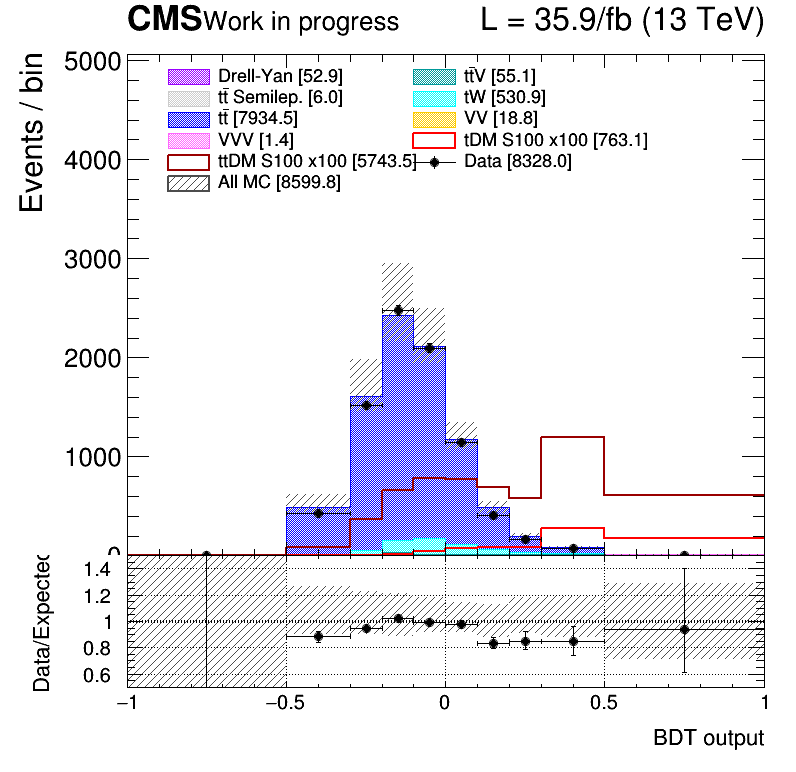 CMS Work in progress L = 35.9/fb (13 TeV)
Events / bin
5000
4000
3000
2000
1000
0
Drell-Yan [52.9] tt̄V [55.1]
tt̄ Semilep. [6.0] tW [530.9]
tt̄ [7934.5] VV [18.8]
VVV [1.4] tDM S100 x100 [763.1]
ttDM S100 x100 [5743.5] Data [8328.0]
All MC [8599.8]
Data/Expected
1.4
1.2
1
0.8
0.6
−1 −0.5 0 0.5 1
BDT output